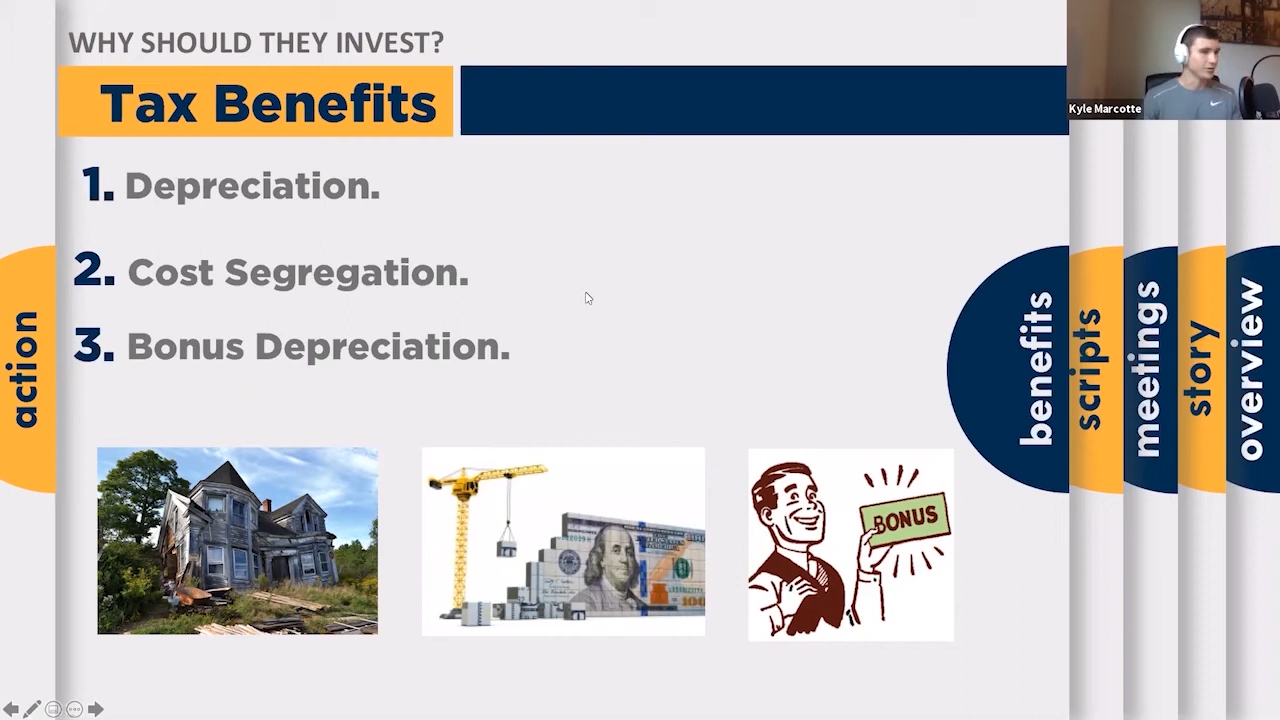 WHY SHOULD THEY INVEST?
Tax Benefits
1. Depreciation.
2. Cost Segregation.
3. Bonus Depreciation.
Kyle Marcotte
action
benefits
scripts
meetings
story
overview
BONUS
100